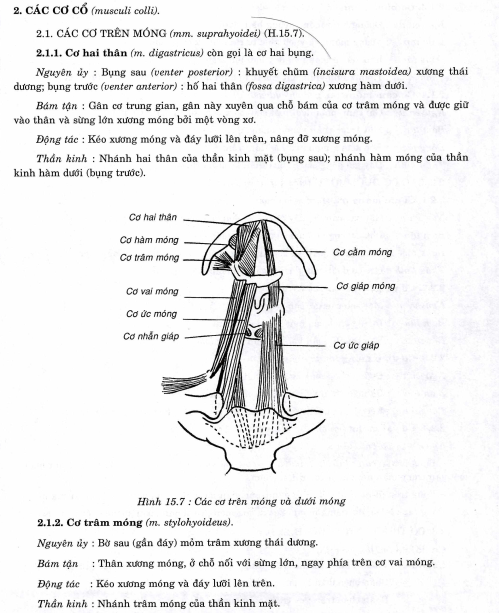 2. CÁC CƠ CỔ (musculi colli).
2.1. CÁC CƠ TRÊN MÓNG (mm. suprahyoidei) (H.15.7).
2.1.1. Cơ hai thân (m. digastricus) còn gọi là cơ hai bụng.
Nguyên ủy : Bụng sau (venter posterior) : khuyết chũm (incisura mastoidea) xương thái
dương; bụng trước (venter anterior) : hố hai thân (fossa digastrica) xương hàm dưới.
Bám tận : Gân cơ trung gian, gân này xuyên qua chỗ bám của cơ trâm móng và được giữ
vào thân và sừng lớn xương móng bởi một vòng xơ.
Động tác : Kéo xương móng và đáy lưỡi lên trên, nâng đỡ xương móng.
Thần kinh : Nhánh hai thân của thần kinh mặt (bụng sau); nhánh hàm móng của thần
kinh hàm dưới (bụng trước).
Cơ hai thân
Cơ hàm móng
Cơ trâm móng
Cơ vai móng
Cơ ức móng
Cơ nhẫn giáp
Cơ cằm móng
Cơ giáp móng
Cơ ức giáp
Hình 15.7 : Các cơ trên móng và dưới móng
2.1.2. Cơ trâm móng (m. stylohyoideus).
Nguyên ủy : Bờ sau (gần đáy) mỏm trâm xương thái dương.
Bám tận : Thân xương móng, ở chỗ nối với sừng lớn, ngay phía trên cơ vai móng.
Động tác : Kéo xương móng và đáy lưỡi lên trên.
Thần kinh : Nhánh trâm móng của thần kinh mặt.